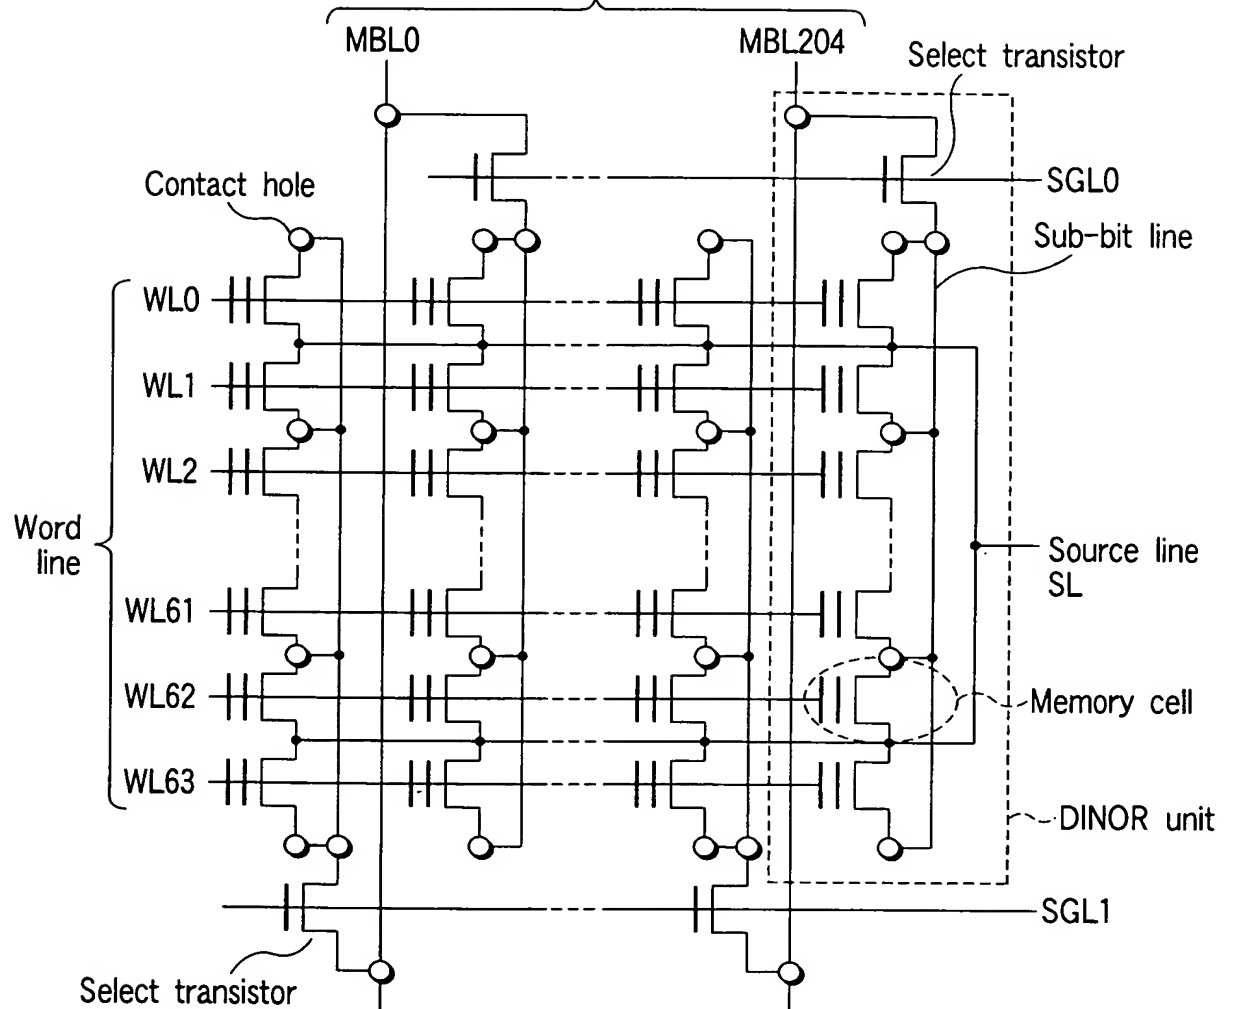 MBL0
MBL204
Select transistor
Contact hole
SGL0
Sub-bit line
WL0
WL1
WL2
Word
line
Source line
SL
WL61
WL62
Memory cell
WL63
DINOR unit
SGL1
Select transistor